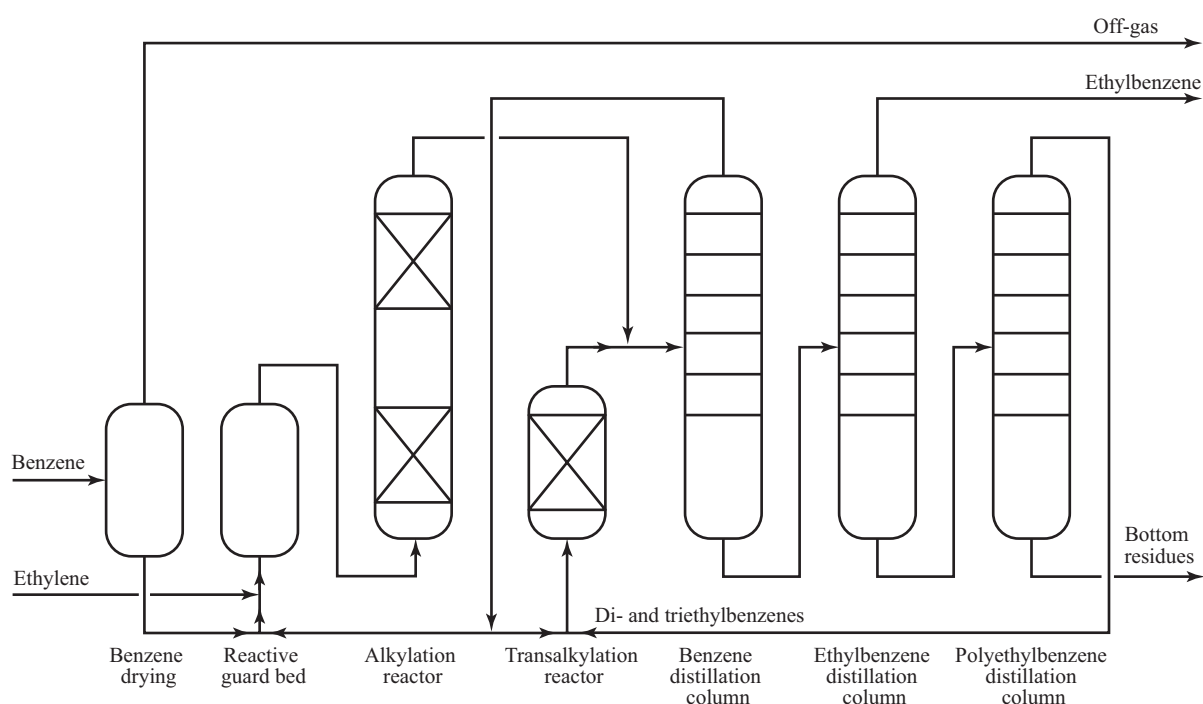 Off-gas
Ethylbenzene
Benzene
Ethylene
Bottom
residues
Di- and triethylbenzenes
Benzene
drying
Reactive
guard bed
Alkylation
reactor
Transalkylation
reactor
Benzene
distillation
column
Ethylbenzene
distillation
column
Polyethylbenzene
distillation
column